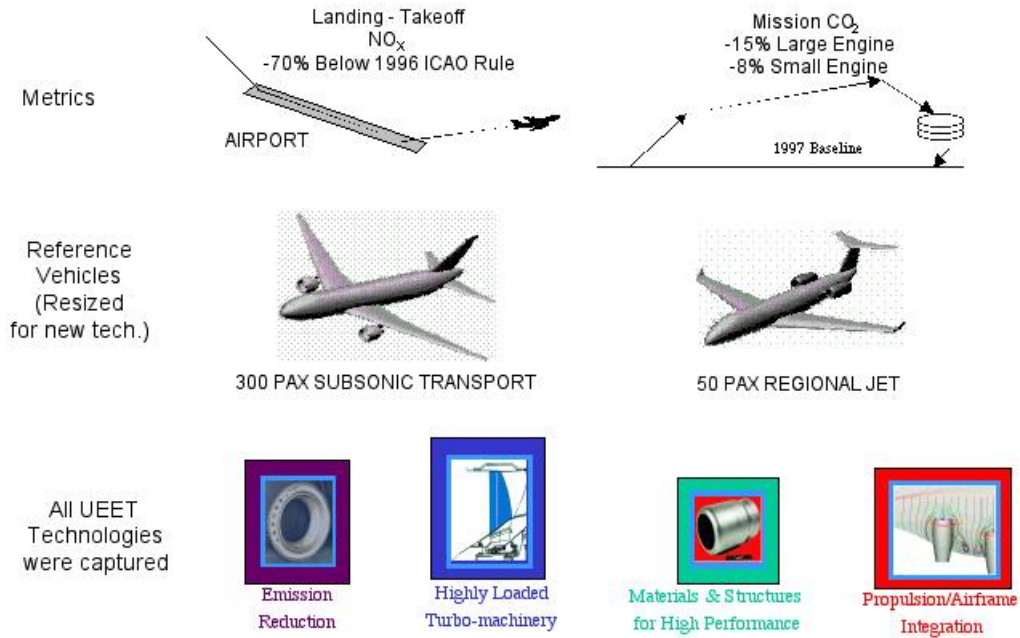 Metrics
Landing - Takeoff
NOx
-70% Below 1996 ICAO Rule
AIRPORT
Mission CO2
-15% Large Engine
-8% Small Engine
1997 Baseline
Reference
Vehicles
(Resized
for new tech.)
300 PAX SUBSONIC TRANSPORT
50 PAX REGIONAL JET
All UEET
Technologies
were captured
Emission
Reduction
Highly Loaded
Turbo-machinery
Materials & Structures
for High Performance
Propulsion/Airframe
Integration